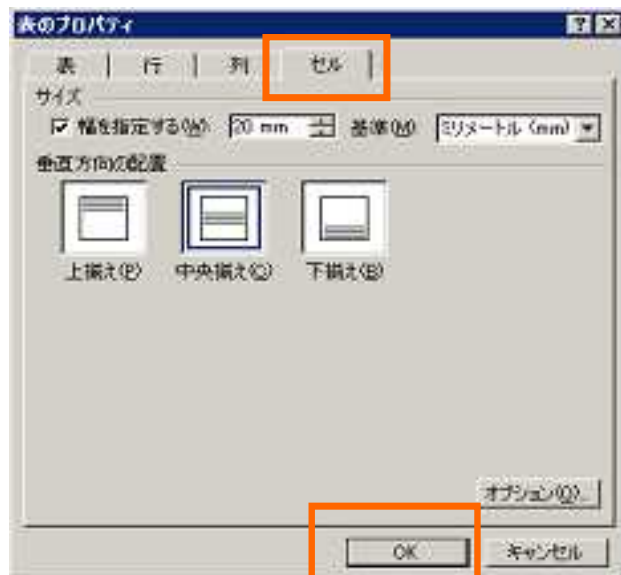 表のプロパティ
表 行 列 セル
サイズ
幅を指定する(W): 20 mm 基準(M) ミリメートル (mm)
垂直方向の配置
上揃え(P) 中央揃え(C) 下揃え(B)
オプション(O)...
OK キャンセル